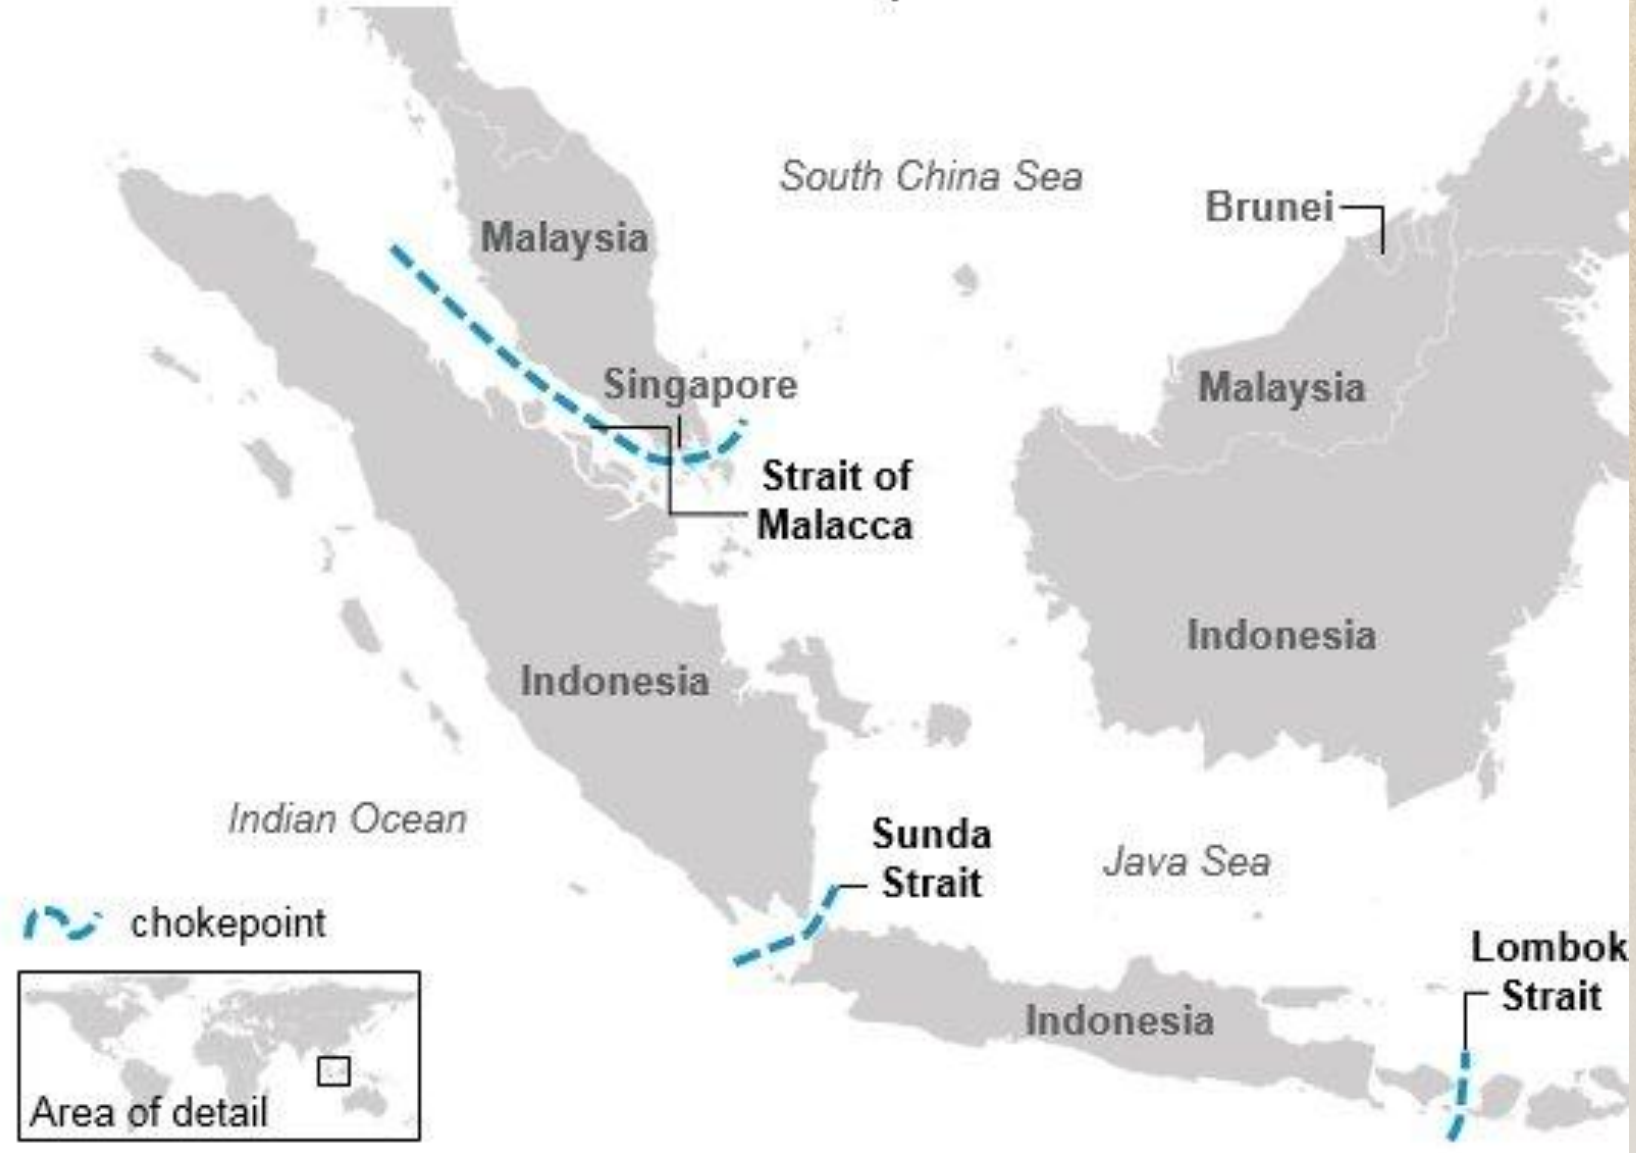 South China Sea
Brunei
Malaysia
Singapore
Malaysia
Strait of
Malacca
Indonesia
Indonesia
Indian Ocean
Sunda
Strait
Java Sea
chokepoint
Lombok
Strait
Indonesia
Area of detail